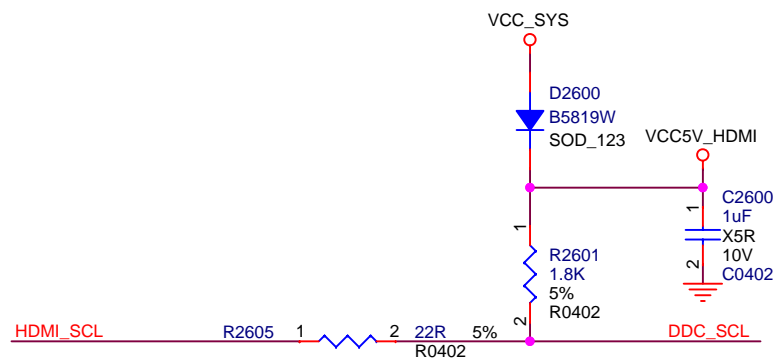 VCC_SYS
D2600
B5819W
SOD_123
VCC5V_HDMI
1
C2600
1uF
X5R
10V
C0402
2
1
R2601
1.8K
5%
R0402
2
HDMI_SCL
R2605
1
2
22R
5%
R0402
DDC_SCL